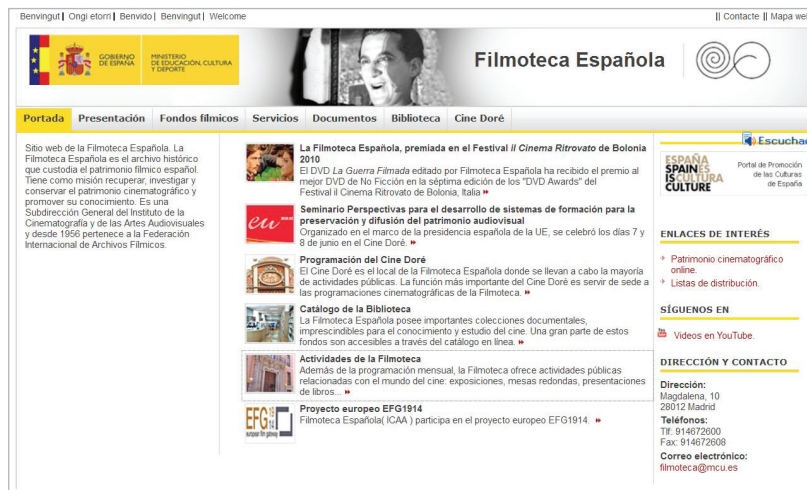 Benvingut | Ongi etorri | Benvido | Benvingut | Welcome
|| Contacte || Mapa web
GOBIERNO
DE ESPAÑA
MINISTERIO
DE EDUCACIÓN, CULTURA
Y DEPORTE
Filmoteca Española
Portada
Presentación
Fondos fílmicos
Servicios
Documentos
Biblioteca
Cine Doré
Sitio web de la Filmoteca Española. La
Filmoteca Española es el archivo histórico
que custodia el patrimonio fílmico español.
Tiene como misión recuperar, investigar y
conservar el patrimonio cinematográfico y
promover su conocimiento. Es una
Subdirección General del Instituto de la
Cinematografía y de las Artes Audiovisuales
y desde 1956 pertenece a la Federación
Internacional de Archivos Fílmicos.
La Filmoteca Española, premiada en el Festival il Cinema Ritrovato de Bolonia
2010
El DVD La Guerra Filmada editado por Filmoteca Española ha recibido el premio al
mejor DVD de No Ficción en la séptima edición de los "DVD Awards" del
Festival il Cinema Ritrovato de Bolonia, Italia
eu
Seminario Perspectivas para el desarrollo de sistemas de formación para la
preservación y difusión del patrimonio audiovisual
Organizado en el marco de la presidencia española de la UE, se celebró los días 7 y
8 de junio en el Cine Doré.
Programación del Cine Doré
El Cine Doré es el local de la Filmoteca Española donde se llevan a cabo la mayoría
de actividades públicas. La función más importante del Cine Doré es servir de sede a
las programaciones cinematográficas de la Filmoteca.
Catálogo de la Biblioteca
La Filmoteca Española posee importantes colecciones documentales,
imprescindibles para el conocimiento y estudio del cine. Una gran parte de estos
fondos son accesibles a través del catálogo en línea.
Actividades de la Filmoteca
Además de la programación mensual, la Filmoteca ofrece actividades públicas
relacionadas con el mundo del cine: exposiciones, mesas redondas, presentaciones
de libros...
EFG 1914
european film gateway
Proyecto europeo EFG1914
Filmoteca Española( ICAA ) participa en el proyecto europeo EFG1914.
Escuchar
ESPAÑA
SPAIN ES
IS CULTURA
CULTURE
Portal de Promoción
de las Culturas
de España
ENLACES DE INTERÉS
Patrimonio cinematográfico
online.
Listas de distribución.
SÍGUENOS EN
Videos en YouTube.
DIRECCIÓN Y CONTACTO
Dirección:
Magdalena, 10
28012 Madrid
Teléfonos:
Tlf: 914672600
Fax: 914672608
Correo electrónico:
filmoteca@mcu.es